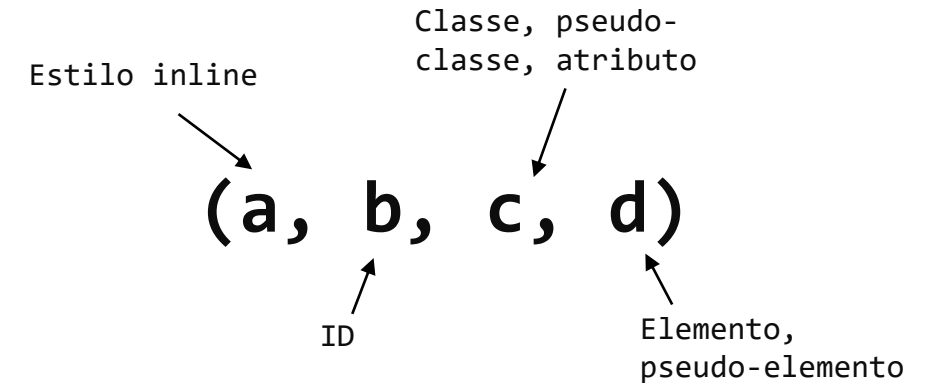 Classe, pseudo-
classe, atributo
Estilo inline
(a, b, c, d)
ID
Elemento,
pseudo-elemento